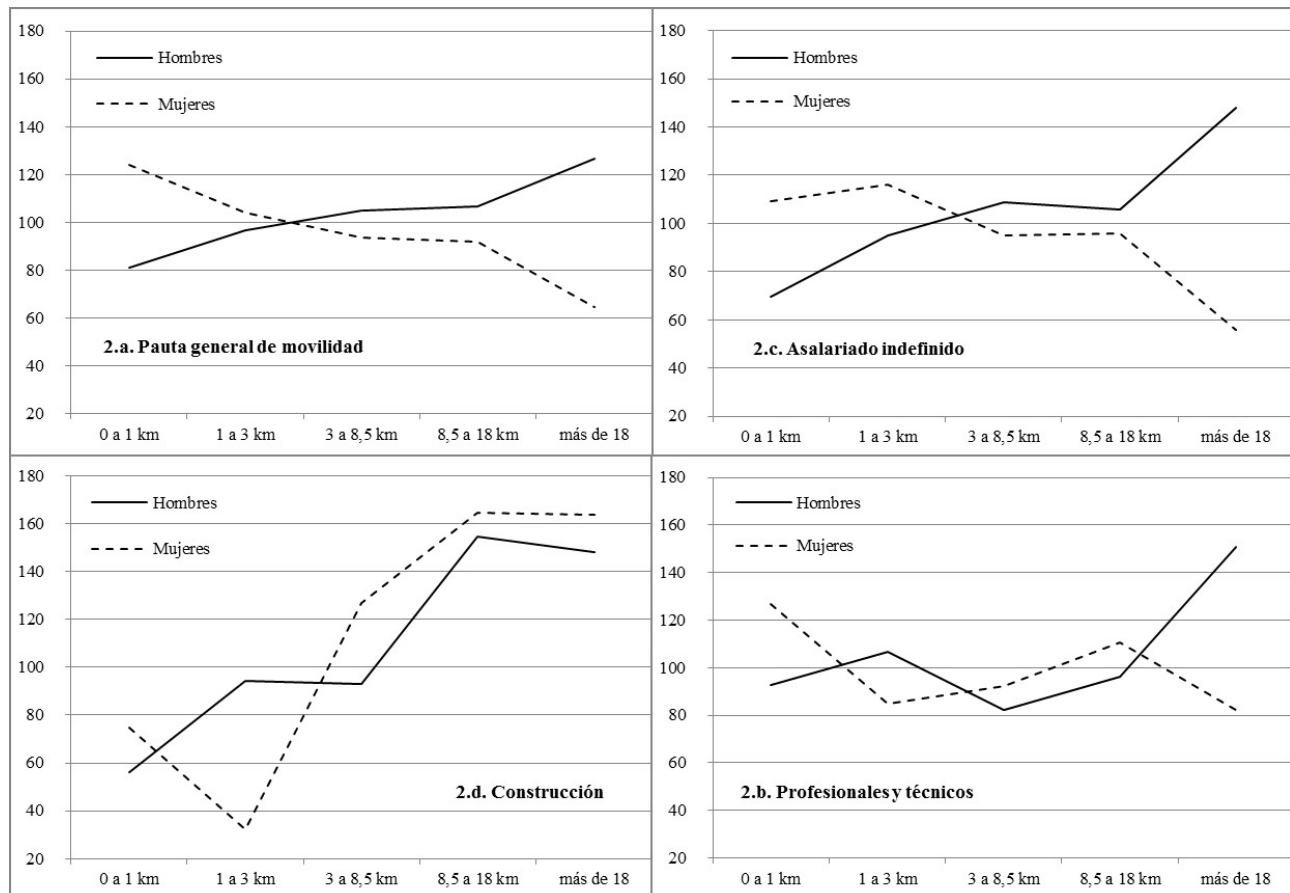 180
160
140
120
100
80
60
40
20
Hombres
Mujeres
2.a. Pauta general de movilidad
0 a 1 km
1 a 3 km
3 a 8,5 km
8,5 a 18 km
más de 18
180
160
140
120
100
80
60
40
20
Hombres
Mujeres
2.c. Asalariado indefinido
0 a 1 km
1 a 3 km
3 a 8,5 km
8,5 a 18 km
más de 18
180
160
140
120
100
80
60
40
20
Hombres
Mujeres
2.d. Construcción
0 a 1 km
1 a 3 km
3 a 8,5 km
8,5 a 18 km
más de 18
180
160
140
120
100
80
60
40
20
Hombres
Mujeres
2.b. Profesionales y técnicos
0 a 1 km
1 a 3 km
3 a 8,5 km
8,5 a 18 km
más de 18